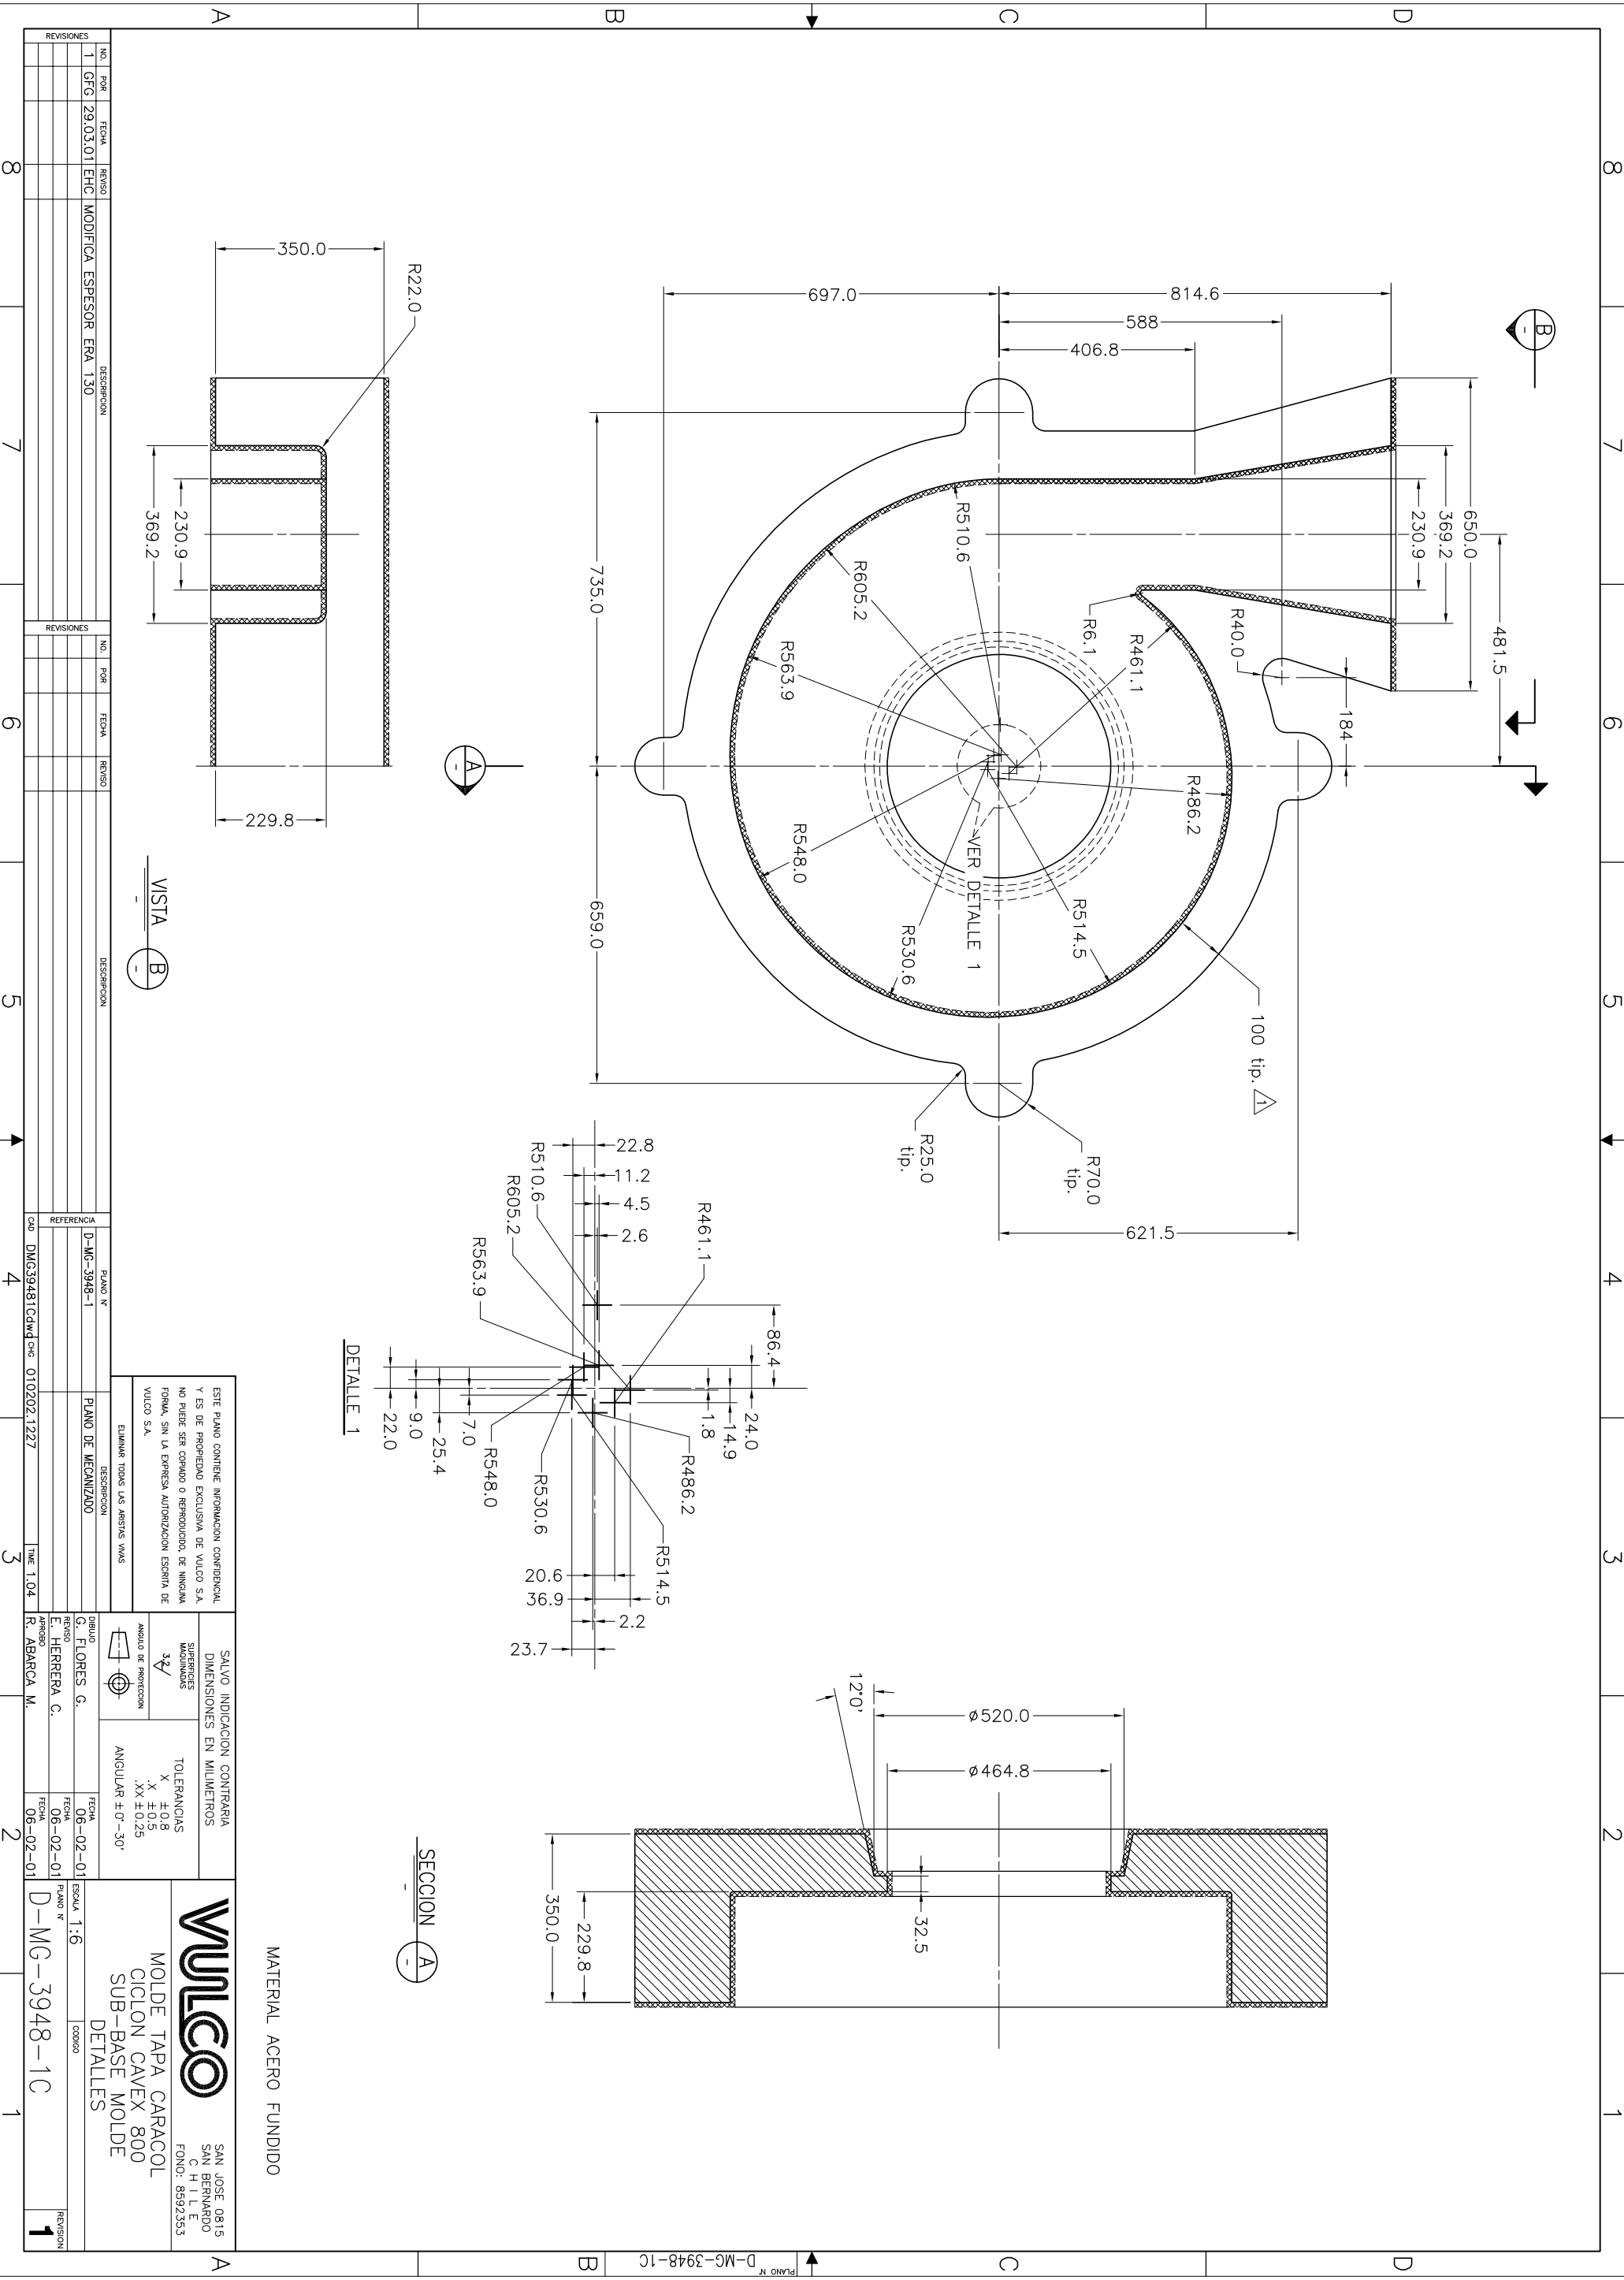 8
7
6
5
4
3
2
1
D
C
B
A
D
C
B
A
8
7
6
5
4
3
2
1
PLANO N°
D-MG-3948-1C
B
-
650.0
369.2
230.9
481.5
184
R40.0
814.6
588
406.8
697.0
R510.6
R605.2
R563.9
R6.1
R461.1
R486.2
R548.0
R530.6
R514.5
VER DETALLE 1
735.0
659.0
100 tip.
1
R70.0
tip.
R25.0
tip.
621.5
A
-
350.0
R22.0
230.9
369.2
229.8
VISTA
B
-
-
22.8
11.2
4.5
2.6
R510.6
R605.2
R563.9
R461.1
86.4
24.0
14.9
1.8
R486.2
R514.5
R530.6
R548.0
7.0
25.4
9.0
22.0
20.6
36.9
2.2
23.7
DETALLE 1
12°0'
ø520.0
ø464.8
32.5
229.8
350.0
SECCION
A
-
-
MATERIAL ACERO FUNDIDO
ESTE PLANO CONTIENE INFORMACION CONFIDENCIAL
Y ES DE PROPIEDAD EXCLUSIVA DE VULCO S.A.
NO PUEDE SER COPIADO O REPRODUCIDO, DE NINGUNA
FORMA, SIN LA EXPRESA AUTORIZACION ESCRITA DE
VULCO S.A.
ELIMINAR TODAS LAS ARISTAS VIVAS
SALVO INDICACION CONTRARIA
DIMENSIONES EN MILIMETROS
SUPERFICIES
MAQUINADAS
3.2
ANGULO DE PROYECCION
TOLERANCIAS
X ±0.8
.X ±0.5
.XX ±0.25
ANGULAR ±0°-30'
DIBUJO
G. FLORES G.
FECHA
06-02-01
REVISO
E. HERRERA C.
FECHA
06-02-01
APROBO
R. ABARCA M.
FECHA
06-02-01
VULCO
SAN JOSE 0815
SAN BERNARDO
C H I L E
FONO: 8592353
MOLDE TAPA CARACOL
CICLON CAVEX 800
SUB-BASE MOLDE
DETALLES
ESCALA 1:6
CODIGO
PLANO N°
D-MG-3948-1C
REVISION
1
REVISIONES
NO. POR FECHA REVISO DESCRIPCION
1 GFG 29.03.01 EHC MODIFICA ESPESOR ERA 130
REVISIONES
NO. POR FECHA REVISO DESCRIPCION
REFERENCIA
PLANO N° DESCRIPCION
D-MG-3948-1 PLANO DE MECANIZADO
CAD DMG39481Cdwg CHG 010202.1227 TIME 1.04